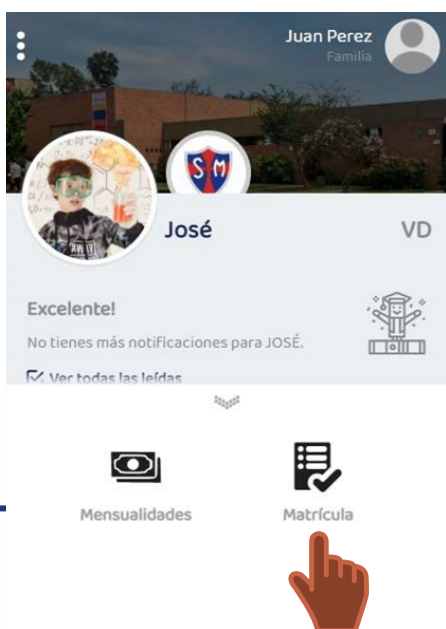 Juan Perez
Familia
SM
José
VD
Excelente!
No tienes más notificaciones para JOSÉ.
Ver todas las leídas
Mensualidades
Matrícula